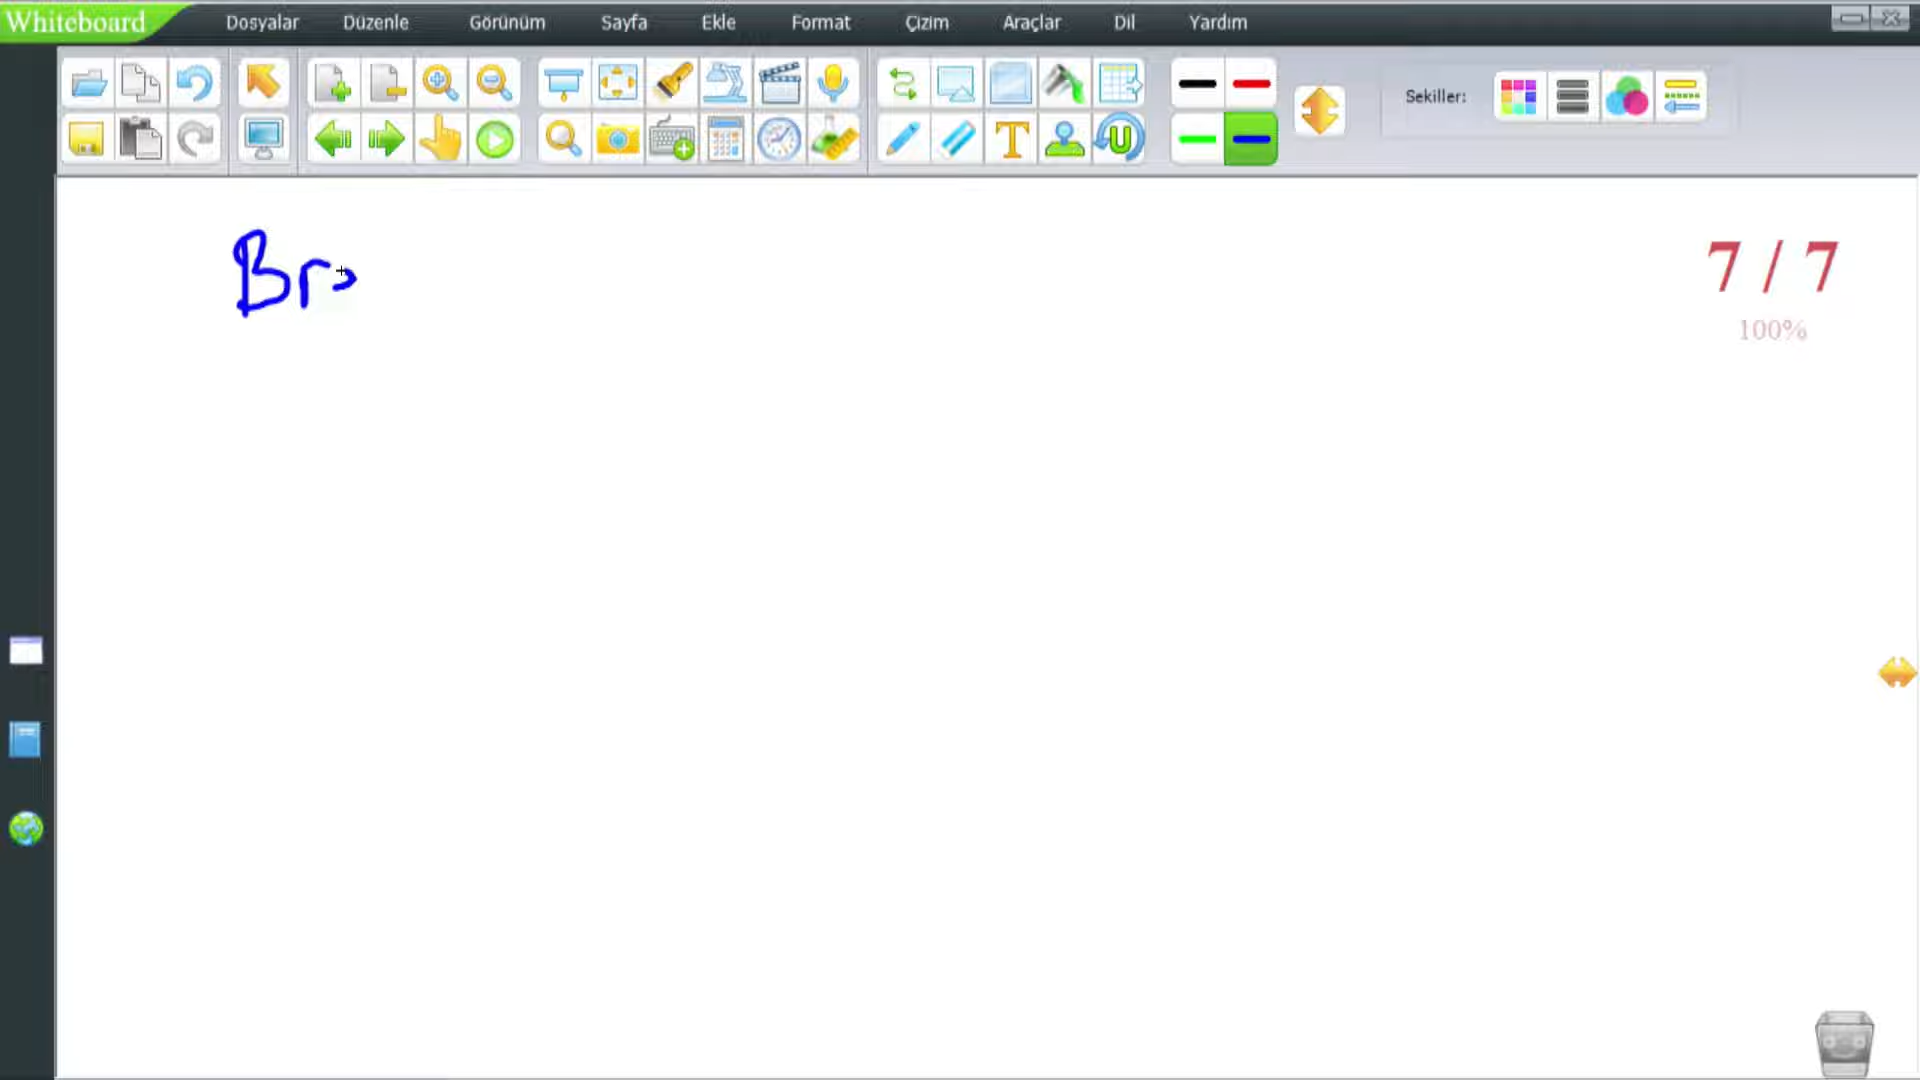 Whiteboard Dosyalar Düzenle Görünüm Sayfa Ekle Format Çizim Araçlar Dil Yardım
Sekiller:
Br
7 / 7
100%